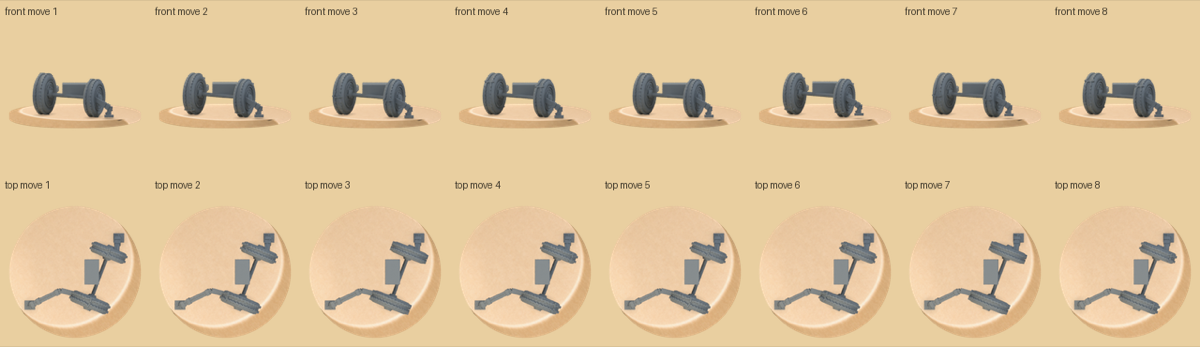 front move 1
front move 2
front move 3
front move 4
front move 5
front move 6
front move 7
front move 8
top move 1
top move 2
top move 3
top move 4
top move 5
top move 6
top move 7
top move 8